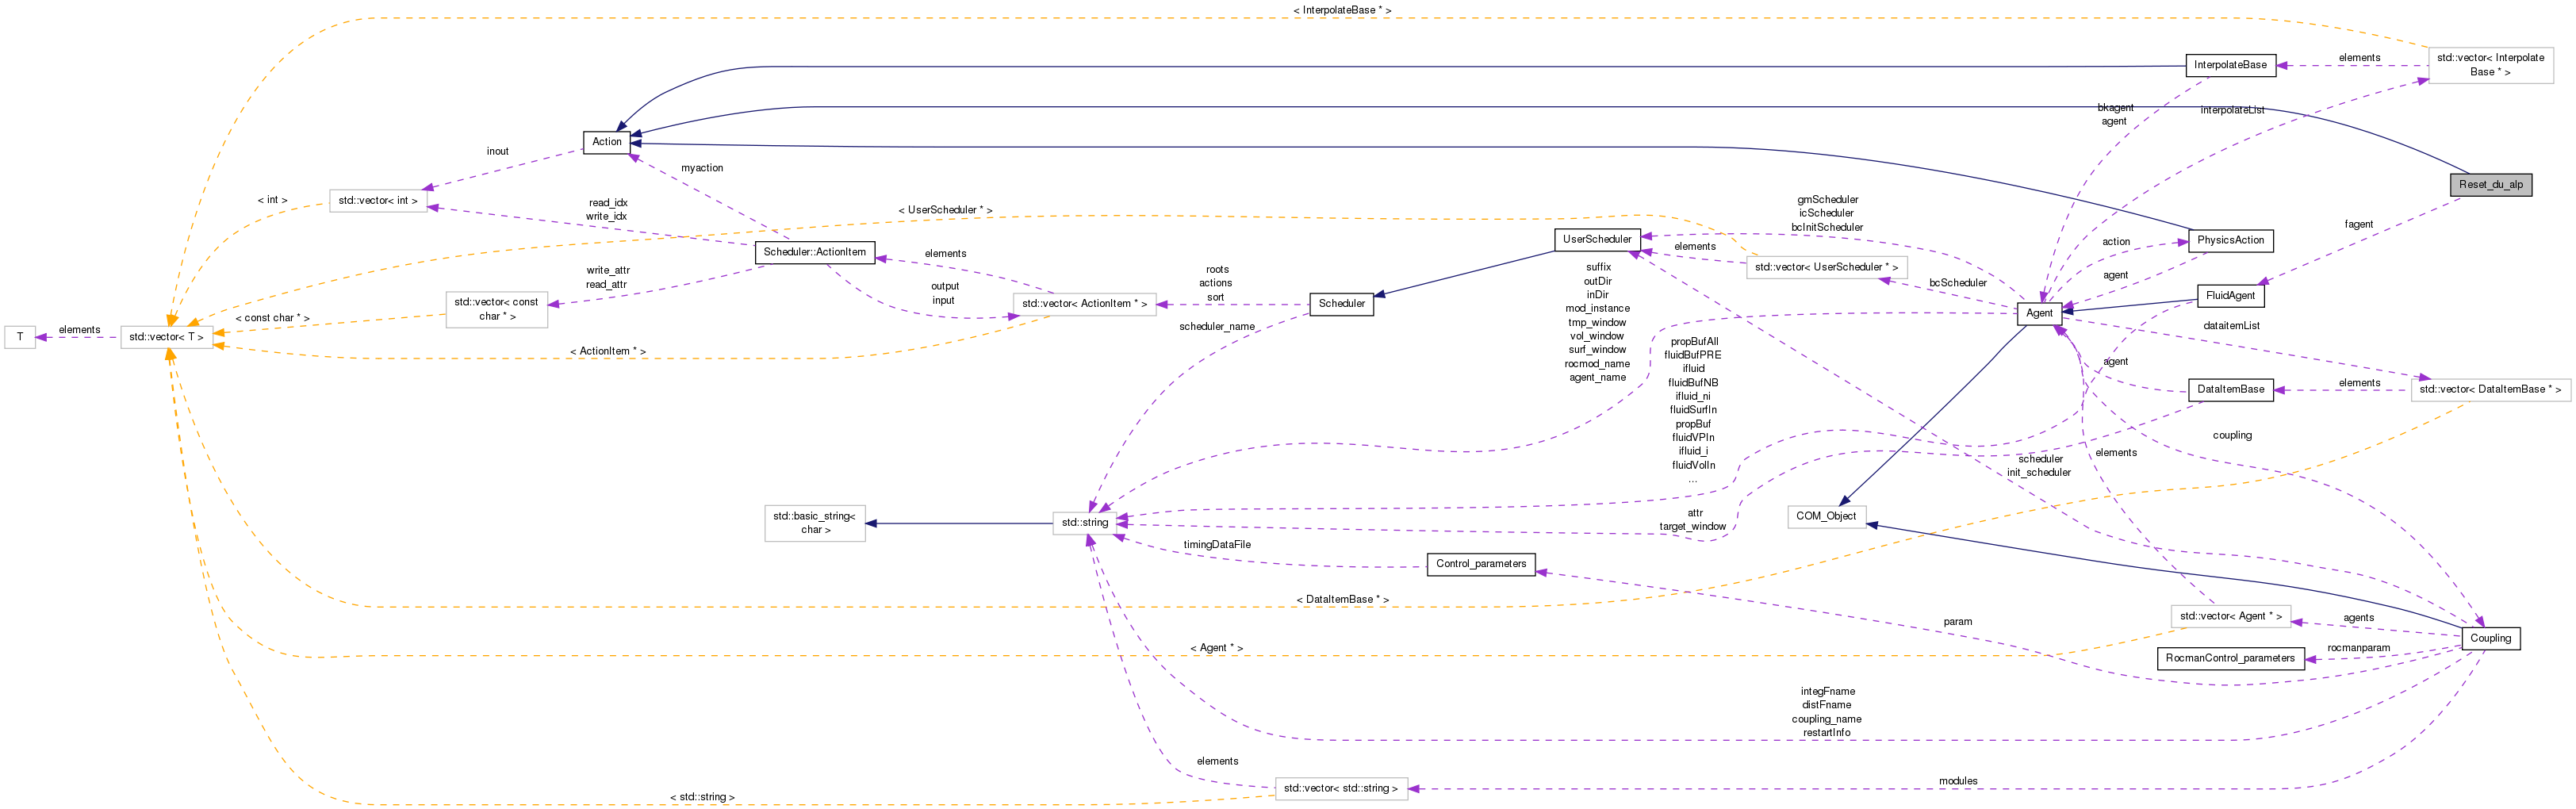 < InterpolateBase * >
std::vector< Interpolate
Base * >
elements
InterpolateBase
bkagent
agent
interpolateList
Action
inout
myaction
Reset_du_alp
std::vector< int >
< int >
read_idx
write_idx
< UserScheduler * >
gmScheduler
icScheduler
bcInitScheduler
fagent
UserScheduler
elements
PhysicsAction
action
agent
Scheduler::ActionItem
elements
std::vector< UserScheduler * >
bcScheduler
write_attr
read_attr
output
input
roots
actions
sort
suffix
outDir
inDir
mod_instance
tmp_window
vol_window
surf_window
rocmod_name
agent_name
FluidAgent
std::vector< const
char * >
std::vector< ActionItem * >
Scheduler
Agent
< const char * >
scheduler_name
dataitemList
T
elements
std::vector< T >
< ActionItem * >
propBufAll
fluidBufPRE
ifluid
fluidBufNB
ifluid_ni
fluidSurfIn
propBuf
fluidVPIn
ifluid_i
fluidVolIn
...
agent
DataItemBase
elements
std::vector< DataItemBase * >
coupling
elements
scheduler
init_scheduler
std::basic_string<
char >
std::string
attr
target_window
COM_Object
timingDataFile
Control_parameters
< DataItemBase * >
std::vector< Agent * >
agents
param
Coupling
< Agent * >
RocmanControl_parameters
rocmanparam
integFname
distFname
coupling_name
restartInfo
elements
modules
< std::string >
std::vector< std::string >